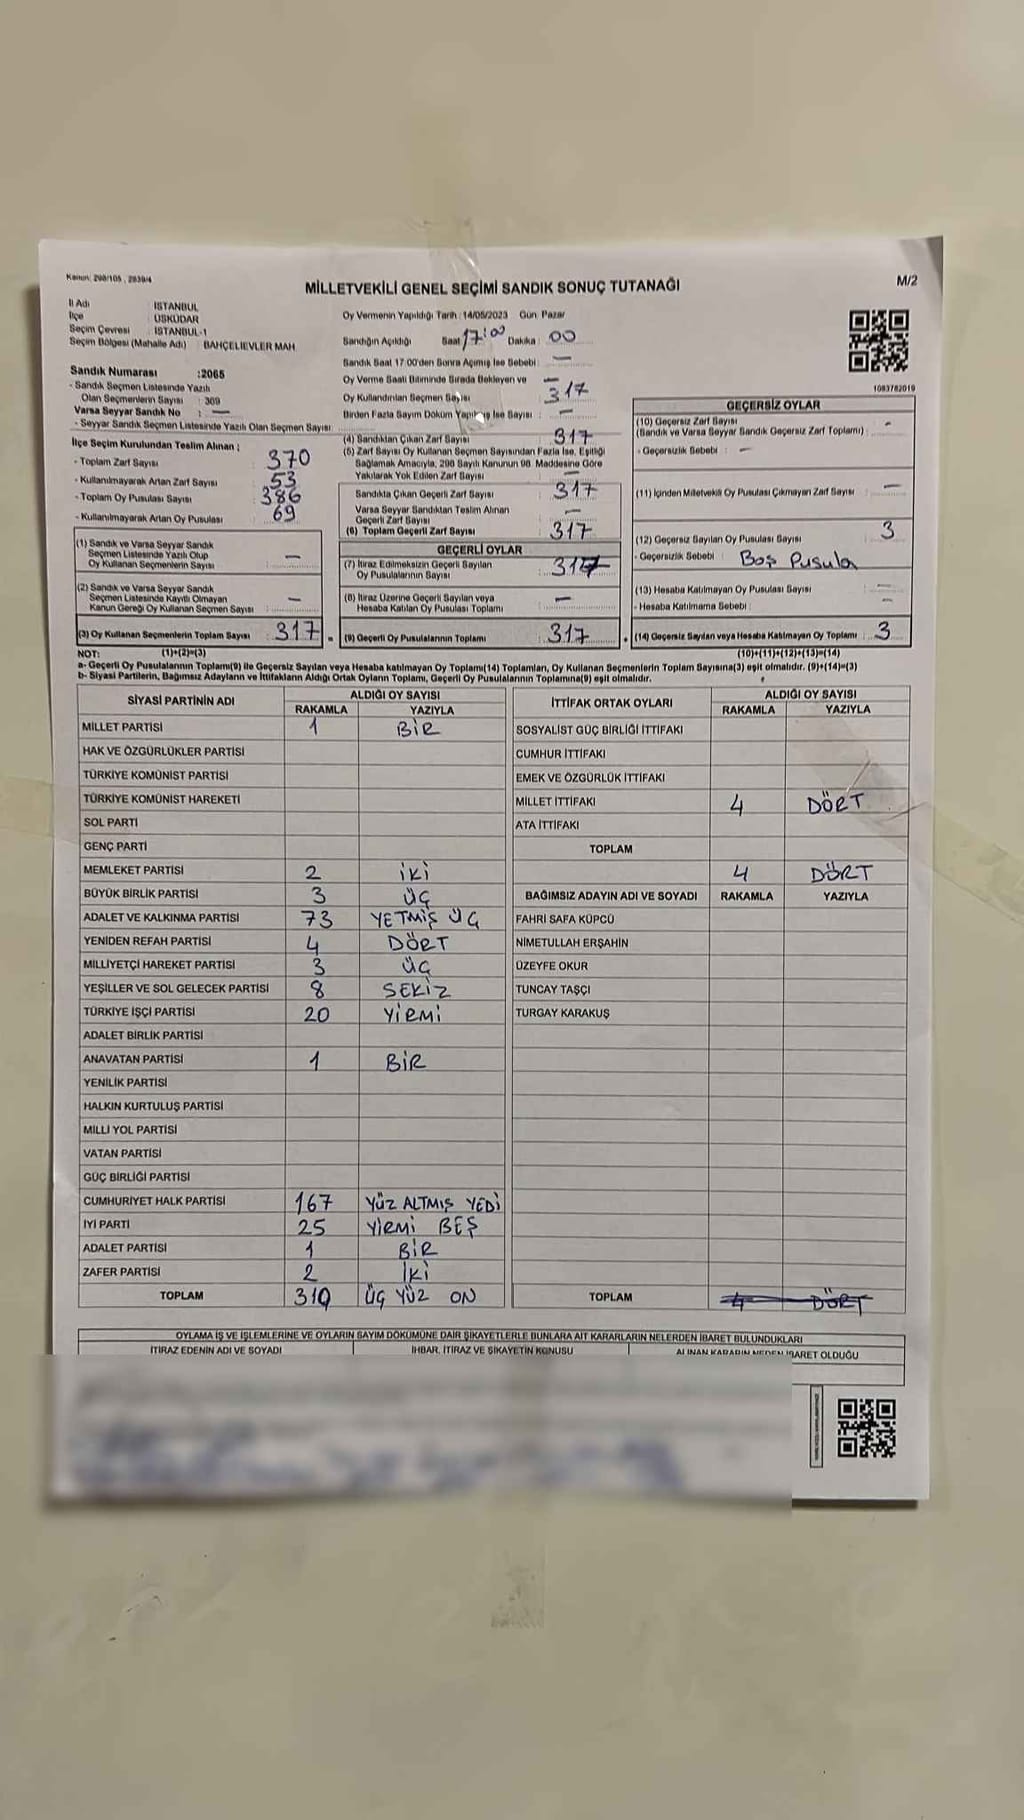 Kanun: 298/105 , 2839/4
M/2
MİLLETVEKİLİ GENEL SEÇİMİ SANDIK SONUÇ TUTANAĞI
İl Adı İSTANBUL
İlçe ÜSKÜDAR
Seçim Çevresi İSTANBUL-1
Seçim Bölgesi (Mahalle Adı) BAHÇELİEVLER MAH.
Sandık Numarası :2065
- Sandık Seçmen Listesinde Yazılı
Olan Seçmenlerin Sayısı : 369
Varsa Seyyar Sandık No : —
- Seyyar Sandık Seçmen Listesinde Yazılı Olan Seçmen Sayısı:
İlçe Seçim Kurulundan Teslim Alınan ;
- Toplam Zarf Sayısı 370
- Kullanılmayarak Artan Zarf Sayısı 53
- Toplam Oy Pusulası Sayısı 386
- Kullanılmayarak Artan Oy Pusulası 69
(1) Sandık ve Varsa Seyyar Sandık
Seçmen Listesinde Yazılı Olup
Oy Kullanan Seçmenlerin Sayısı —
(2) Sandık ve Varsa Seyyar Sandık
Seçmen Listesinde Kayıtlı Olmayan
Kanun Gereği Oy Kullanan Seçmen Sayısı : —
(3) Oy Kullanan Seçmenlerin Toplam Sayısı 317
Oy Vermenin Yapıldığı Tarih : 14/05/2023 Gün: Pazar
Sandığın Açıldığı Saat 17:00 Dakika : 00
Sandık Saat 17:00'den Sonra Açılmış İse Sebebi : —
Oy Verme Saati Bitiminde Sırada Bekleyen ve —
Oy Kullandırılan Seçmen Sayısı 317
Birden Fazla Sayım Döküm Yapılmış İse Sayısı : —
(4) Sandıktan Çıkan Zarf Sayısı 317
(5) Zarf Sayısı Oy Kullanan Seçmen Sayısından Fazla İse, Eşitliği
Sağlamak Amacıyla, 298 Sayılı Kanunun 98. Maddesine Göre
Yakılarak Yok Edilen Zarf Sayısı —
Sandıkta Çıkan Geçerli Zarf Sayısı 317
Varsa Seyyar Sandıktan Teslim Alınan
Geçerli Zarf Sayısı —
(6) Toplam Geçerli Zarf Sayısı 317
GEÇERLİ OYLAR
(7) İtiraz Edilmeksizin Geçerli Sayılan
Oy Pusulalarının Sayısı 317
(8) İtiraz Üzerine Geçerli Sayılan veya
Hesaba Katılan Oy Pusulası Toplamı —
(9) Geçerli Oy Pusulalarının Toplamı 317
1083782019
GEÇERSİZ OYLAR
(10) Geçersiz Zarf Sayısı
(Sandık ve Varsa Seyyar Sandık Geçersiz Zarf Toplamı) : -
- Geçersizlik Sebebi : —
(11) İçinden Milletvekili Oy Pusulası Çıkmayan Zarf Sayısı —
(12) Geçersiz Sayılan Oy Pusulası Sayısı 3
- Geçersizlik Sebebi : Boş Pusula
(13) Hesaba Katılmayan Oy Pusulası Sayısı —
- Hesaba Katılmama Sebebi : —
(14) Geçersiz Sayılan veya Hesaba Katılmayan Oy Toplamı 3
NOT: (1)+(2)=(3) (10)+(11)+(12)+(13)=(14)
a- Geçerli Oy Pusulalarının Toplamı(9) ile Geçersiz Sayılan veya Hesaba katılmayan Oy Toplamı(14) Toplamları, Oy Kullanan Seçmenlerin Toplam Sayısına(3) eşit olmalıdır. (9)+(14)=(3)
b- Siyasi Partilerin, Bağımsız Adayların ve İttifakların Aldığı Oyların Toplamı, Geçerli Oy Pusulalarının Toplamına(9) eşit olmalıdır.
SİYASİ PARTİNİN ADI ALDIĞI OY SAYISI
RAKAMLA YAZIYLA
MİLLET PARTİSİ 1 BİR
HAK VE ÖZGÜRLÜKLER PARTİSİ
TÜRKİYE KOMÜNİST PARTİSİ
TÜRKİYE KOMÜNİST HAREKETİ
SOL PARTİ
GENÇ PARTİ
MEMLEKET PARTİSİ 2 İKİ
BÜYÜK BİRLİK PARTİSİ 3 ÜÇ
ADALET VE KALKINMA PARTİSİ 73 YETMİŞ ÜÇ
YENİDEN REFAH PARTİSİ 4 DÖRT
MİLLİYETÇİ HAREKET PARTİSİ 3 ÜÇ
YEŞİLLER VE SOL GELECEK PARTİSİ 8 SEKİZ
TÜRKİYE İŞÇİ PARTİSİ 20 YİRMİ
ADALET BİRLİK PARTİSİ
ANAVATAN PARTİSİ 1 BİR
YENİLİK PARTİSİ
HALKIN KURTULUŞ PARTİSİ
MİLLİ YOL PARTİSİ
VATAN PARTİSİ
GÜÇ BİRLİĞİ PARTİSİ
CUMHURİYET HALK PARTİSİ 167 YÜZ ALTMIŞ YEDİ
İYİ PARTİ 25 YİRMİ BEŞ
ADALET PARTİSİ 1 BİR
ZAFER PARTİSİ 2 İKİ
TOPLAM 310 ÜÇ YÜZ ON
İTTİFAK ORTAK OYLARI ALDIĞI OY SAYISI
RAKAMLA YAZIYLA
SOSYALİST GÜÇ BİRLİĞİ İTTİFAKI
CUMHUR İTTİFAKI
EMEK VE ÖZGÜRLÜK İTTİFAKI
MİLLET İTTİFAKI 4 DÖRT
ATA İTTİFAKI
TOPLAM 4 DÖRT
BAĞIMSIZ ADAYIN ADI VE SOYADI RAKAMLA YAZIYLA
FAHRİ SAFA KÜPCÜ
NİMETULLAH ERŞAHİN
ÜZEYFE OKUR
TUNCAY TAŞÇI
TURGAY KARAKUŞ
TOPLAM 4 DÖRT
OYLAMA İŞ VE İŞLEMLERİNE VE OYLARIN SAYIM DÖKÜMÜNE DAİR ŞİKAYETLERLE BUNLARA AİT KARARLARIN NELERDEN İBARET BULUNDUKLARI
İTİRAZ EDENİN ADI VE SOYADI İHBAR, İTİRAZ VE ŞİKAYETİN KONUSU ALINAN KARARIN NEDEN İBARET OLDUĞU